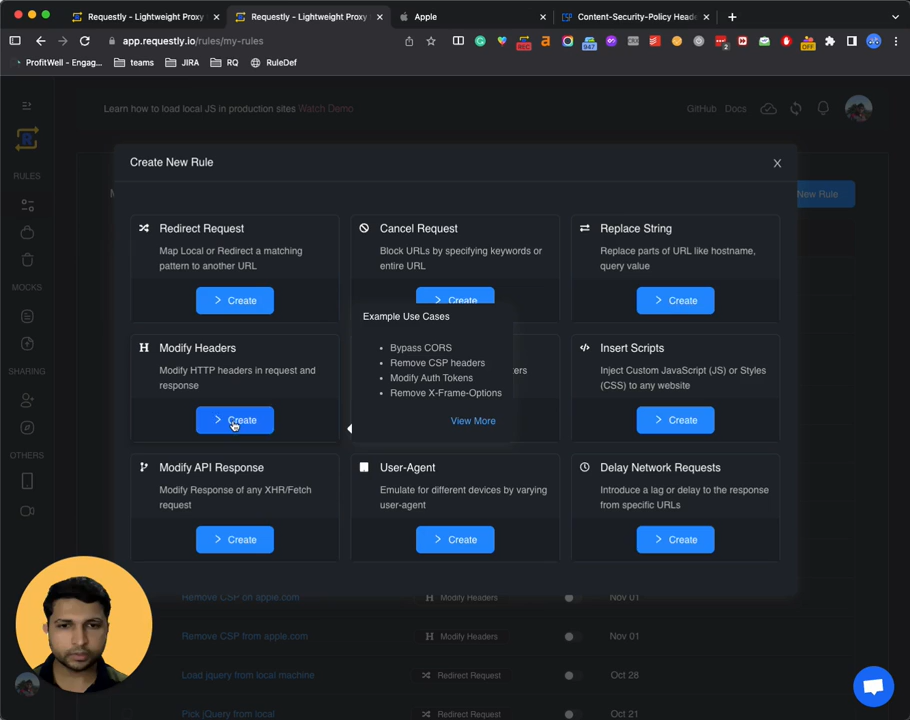 Requestly - Lightweight Proxy
Requestly - Lightweight Proxy
Apple
Content-Security-Policy Head
app.requestly.io/rules/my-rules
REC
947
2
OFF
ProfitWell - Engag...
teams
JIRA
RQ
RuleDef
Learn how to load local JS in production sites Watch Demo
GitHub
Docs
RULES
MOCKS
SHARING
OTHERS
New Rule
Create New Rule
Redirect Request
Map Local or Redirect a matching
pattern to another URL
Create
Cancel Request
Block URLs by specifying keywords or
entire URL
Create
Replace String
Replace parts of URL like hostname,
query value
Create
Modify Headers
Modify HTTP headers in request and
response
Create
Example Use Cases
• Bypass CORS
• Remove CSP headers
• Modify Auth Tokens
• Remove X-Frame-Options
View More
Insert Scripts
Inject Custom JavaScript (JS) or Styles
(CSS) to any website
Create
Modify API Response
Modify Response of any XHR/Fetch
request
Create
User-Agent
Emulate for different devices by varying
user-agent
Create
Delay Network Requests
Introduce a lag or delay to the response
from specific URLs
Create
Remove CSP on apple.com
Modify Headers
Nov 01
Remove CSP from apple.com
Modify Headers
Nov 01
Load jquery from local machine
Redirect Request
Oct 28
Pick jQuery from local
Redirect Request
Oct 21